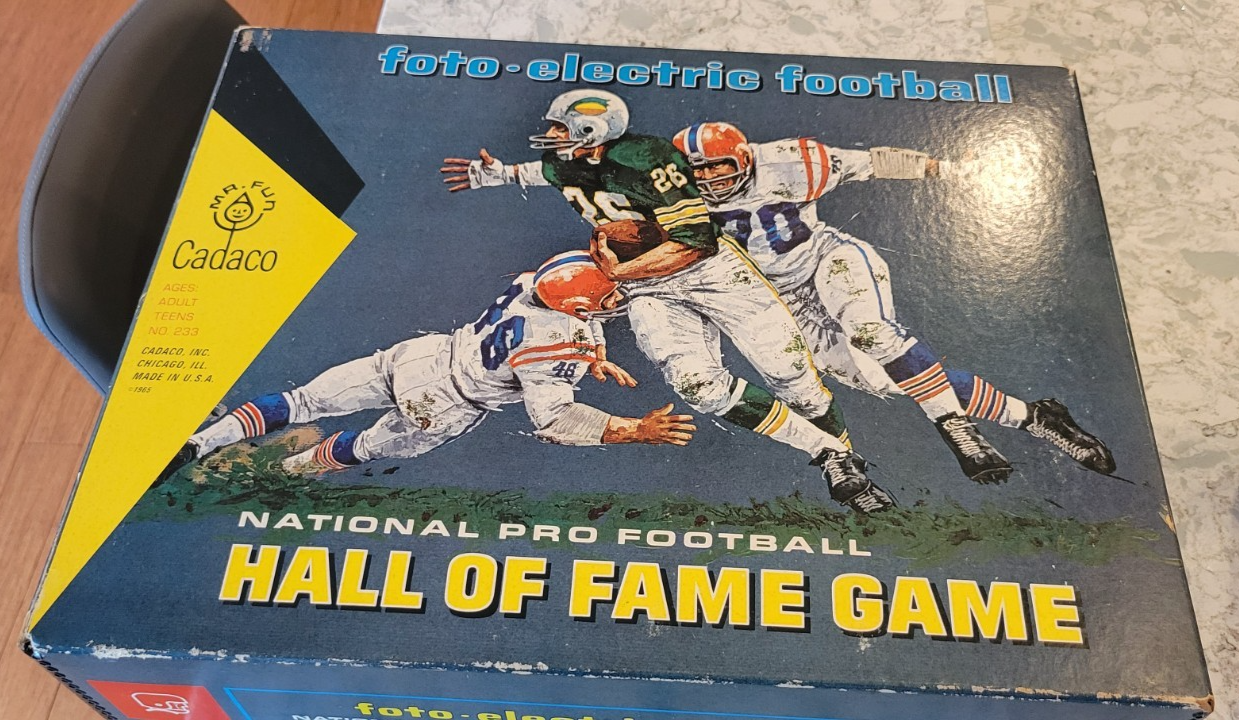 foto·electric football
MR. FUN
Cadaco
AGES:
ADULT
TEENS
NO. 233
CADACO, INC.
CHICAGO, ILL.
MADE IN U.S.A.
©1965
26
26
48
NATIONAL PRO FOOTBALL
HALL OF FAME GAME